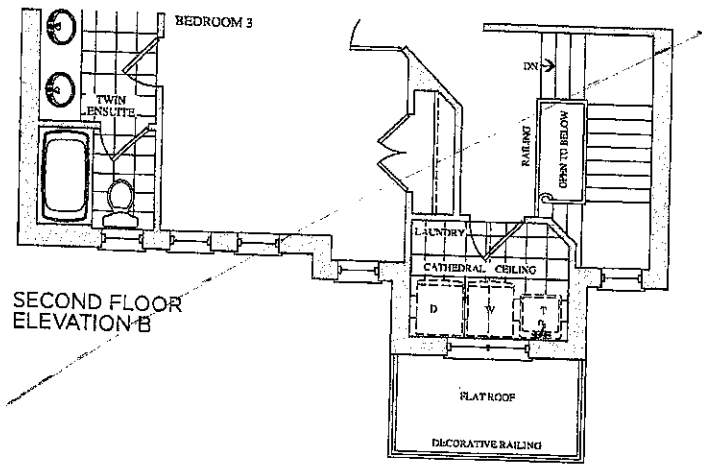 BEDROOM 3
DN
TWIN
ENSUITE
RAILING
OPEN TO BELOW
LAUNDRY
CATHEDRAL CEILING
D
W
T
SECOND FLOOR
ELEVATION B
FLAT ROOF
DECORATIVE RAILING